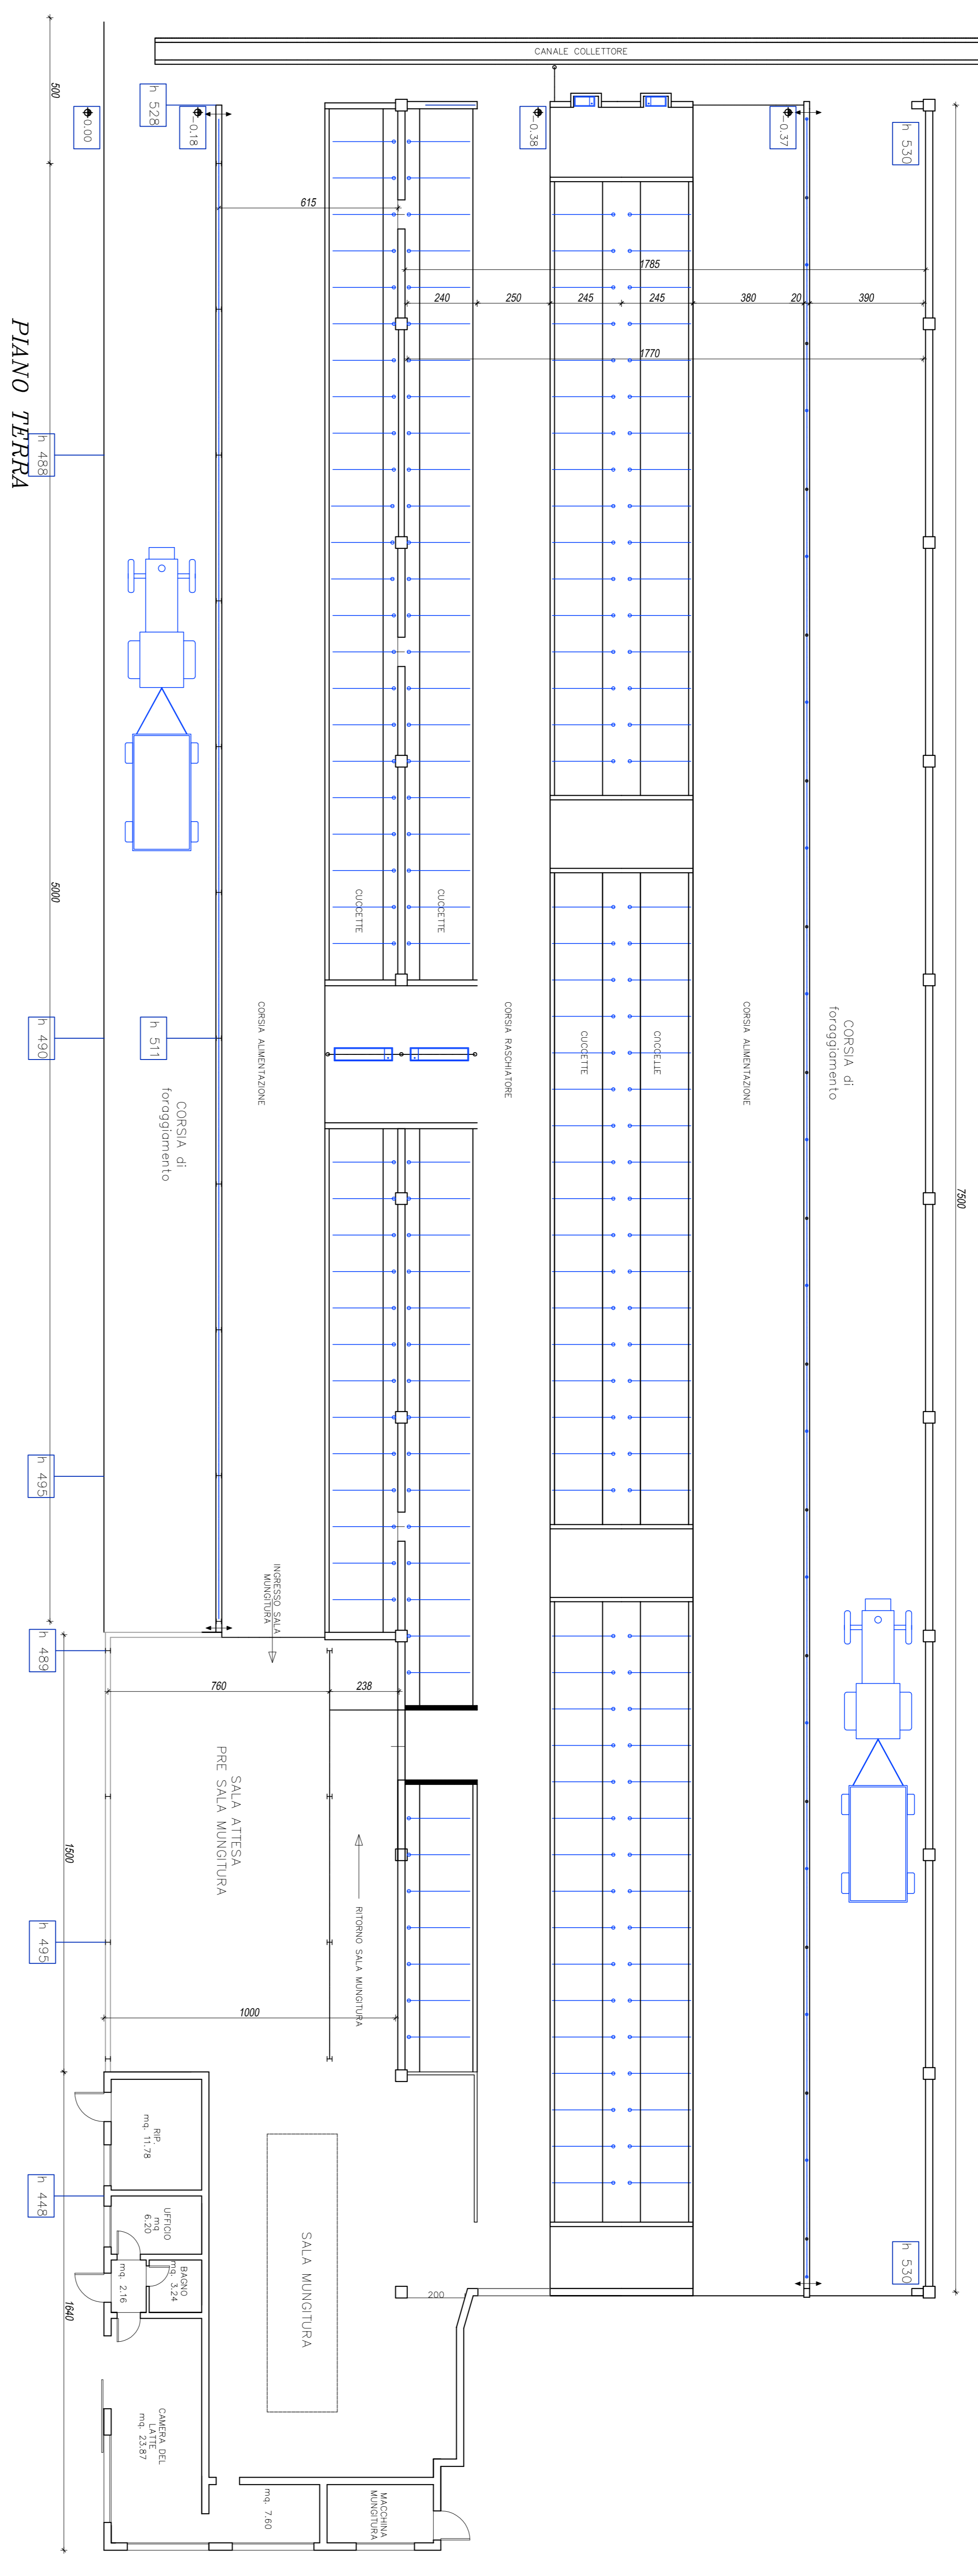 CANALE COLLETTORE
500
h 528
0.00
-0.18
-0.38
-0.37
h 530
615
1785
240
250
245
245
380
20
390
1770
PIANO TERRA
h 488
5000
CUCCETTE
CUCCETTE
h 490
h 511
CORSIA ALIMENTAZIONE
CORSIA RASCHIATORE
CUCCETTE
CUCCETTE
CORSIA ALIMENTAZIONE
CORSIA di
foraggiamento
CORSIA di
foraggiamento
7500
h 495
INGRESSO SALA
MUNGITURA
h 489
760
238
SALA ATTESA
PRE SALA MUNGITURA
1500
RITORNO SALA MUNGITURA
h 495
1000
RIP.
mq. 11.78
h 448
UFFICIO
mq
6.20
BAGNO
mq. 3.24
mq. 2.16
1640
SALA MUNGITURA
200
h 530
CAMERA DEL
LATTE
mq. 23.87
mq. 7.60
MACCHINA
MUNGITURA